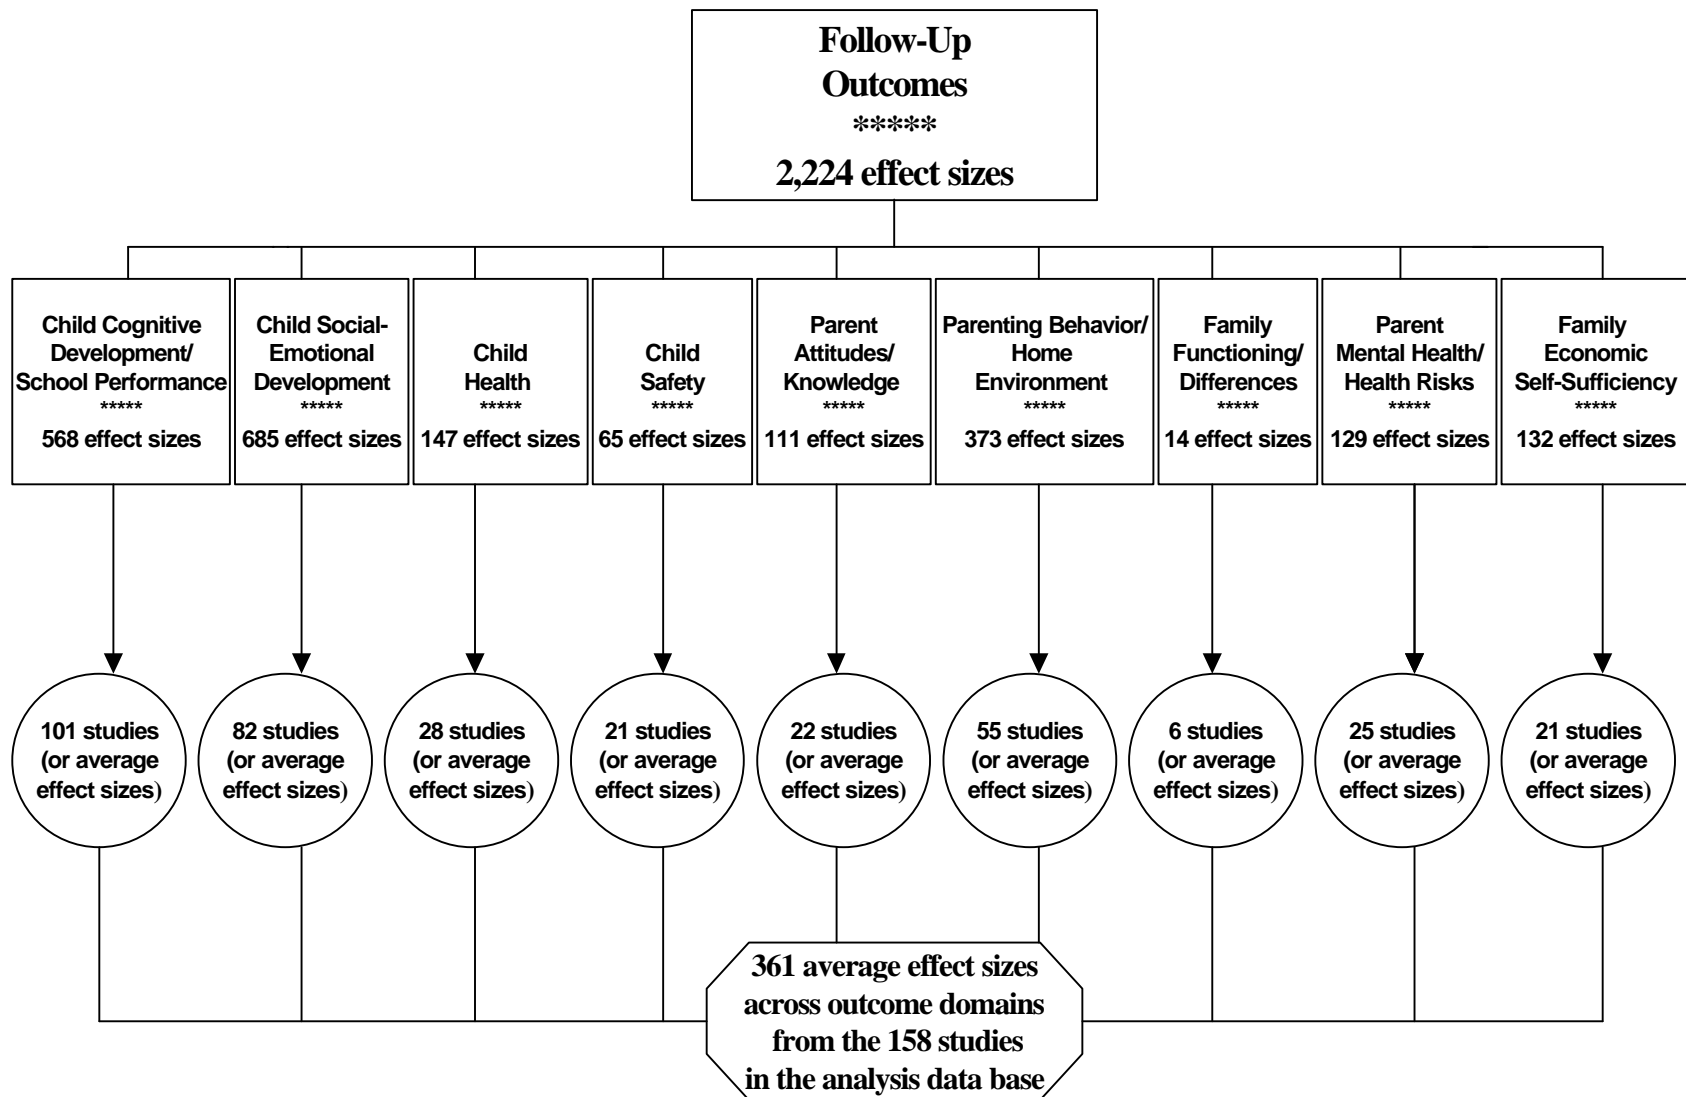 Follow-Up
Outcomes
*****
2,224 effect sizes
Child Cognitive
Development/
School Performance
*****
568 effect sizes
Child Social-
Emotional
Development
*****
685 effect sizes
Child
Health
*****
147 effect sizes
Child
Safety
*****
65 effect sizes
Parent
Attitudes/
Knowledge
*****
111 effect sizes
Parenting Behavior/
Home
Environment
*****
373 effect sizes
Family
Functioning/
Differences
*****
14 effect sizes
Parent
Mental Health/
Health Risks
*****
129 effect sizes
Family
Economic
Self-Sufficiency
*****
132 effect sizes
101 studies
(or average
effect sizes)
82 studies
(or average
effect sizes)
28 studies
(or average
effect sizes)
21 studies
(or average
effect sizes)
22 studies
(or average
effect sizes)
55 studies
(or average
effect sizes)
6 studies
(or average
effect sizes)
25 studies
(or average
effect sizes)
21 studies
(or average
effect sizes)
361 average effect sizes
across outcome domains
from the 158 studies
in the analysis data base